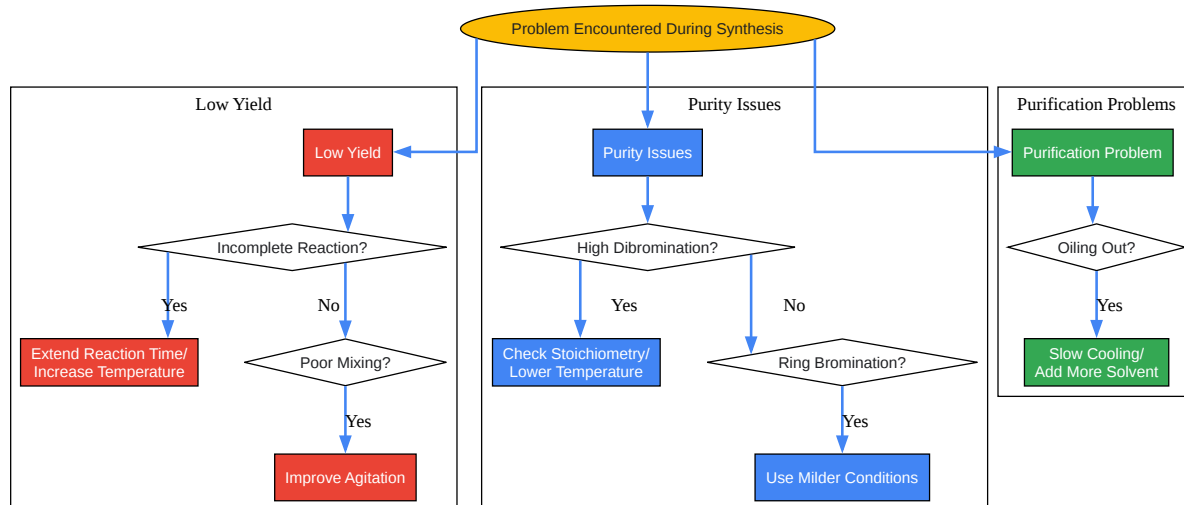 Problem Encountered During Synthesis
Low Yield
Purity Issues
Purification Problems
Low Yield
Purity Issues
Purification Problem
Incomplete Reaction?
High Dibromination?
Oiling Out?
Yes
No
Yes
No
Yes
Extend Reaction Time/
Increase Temperature
Poor Mixing?
Check Stoichiometry/
Lower Temperature
Ring Bromination?
Slow Cooling/
Add More Solvent
Yes
Yes
Improve Agitation
Use Milder Conditions